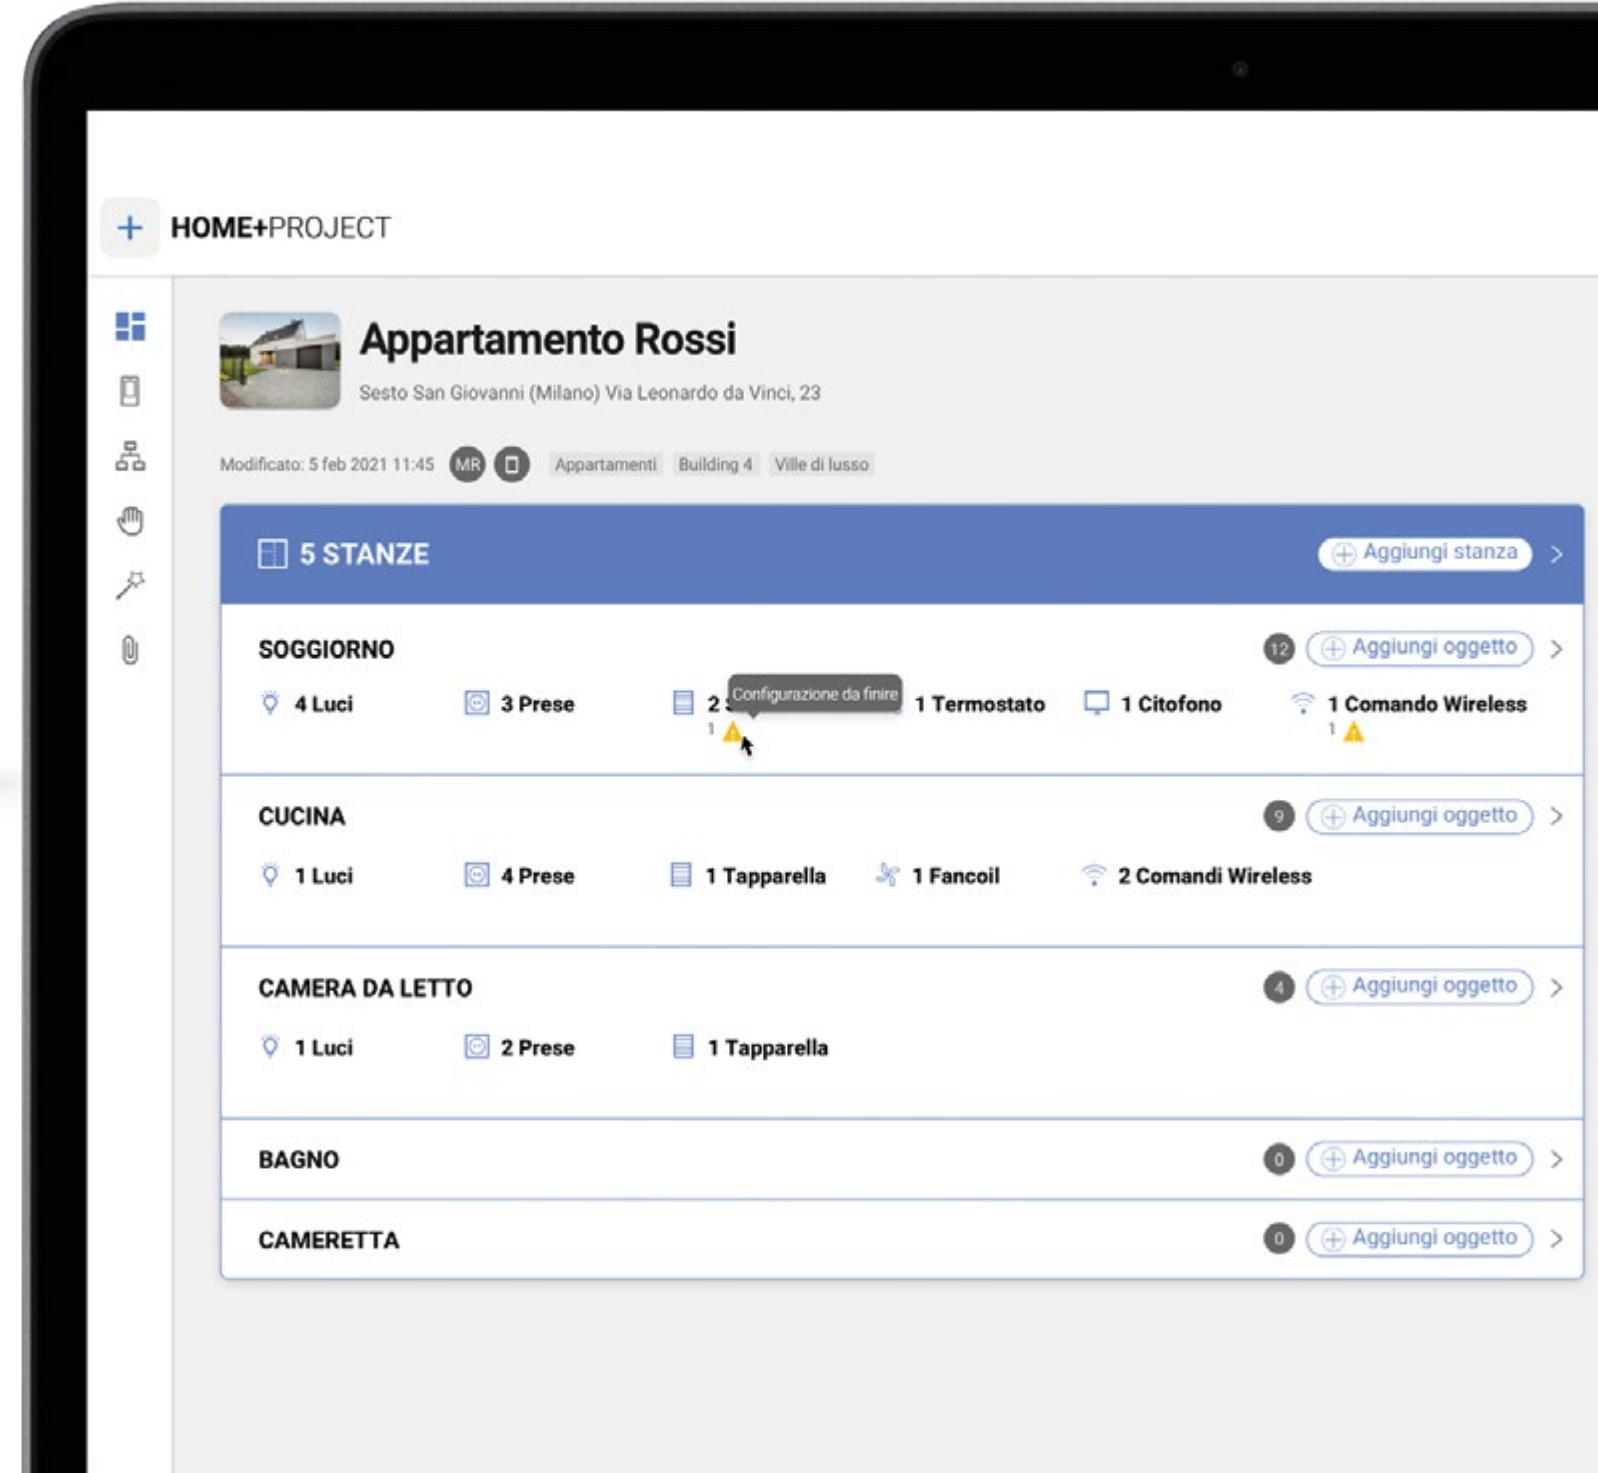 HOME+PROJECT
Appartamento Rossi
Sesto San Giovanni (Milano) Via Leonardo da Vinci, 23
Modificato: 5 feb 2021 11:45 MR Appartamenti Building 4 Ville di lusso
5 STANZE Aggiungi stanza
SOGGIORNO 12 Aggiungi oggetto
4 Luci 3 Prese 2 Configurazione da finire 1 Termostato 1 Citofono 1 Comando Wireless
1 1
CUCINA 9 Aggiungi oggetto
1 Luci 4 Prese 1 Tapparella 1 Fancoil 2 Comandi Wireless
CAMERA DA LETTO 4 Aggiungi oggetto
1 Luci 2 Prese 1 Tapparella
BAGNO 0 Aggiungi oggetto
CAMERETTA 0 Aggiungi oggetto